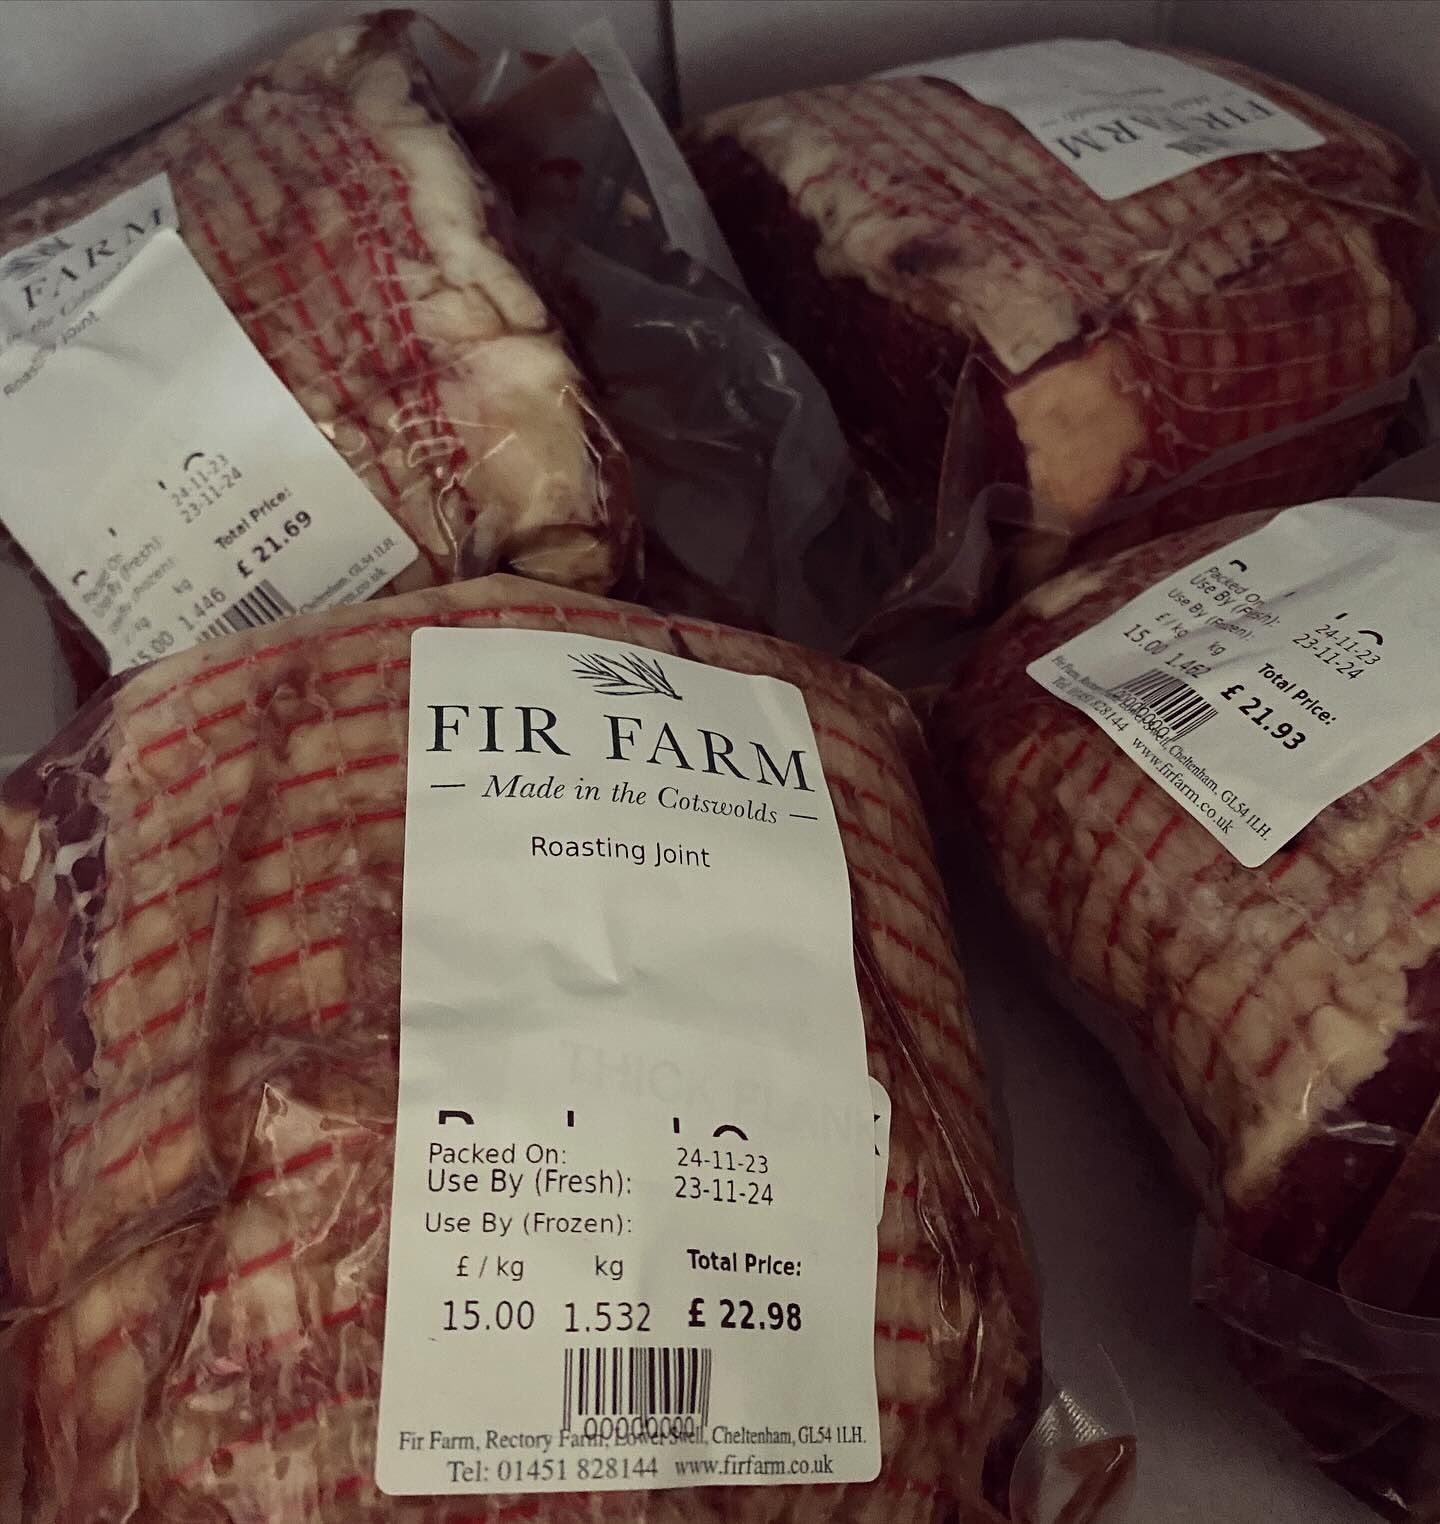 FARM
Roasting Joint
24-11-23
23-11-24
Total Price:
kg
15.00 1.446 £ 21.69
FIR FARM
Packed On: 24-11-23
Use By (Fresh): 23-11-24
Use By (Frozen):
£ / kg kg Total Price:
15.00 1.462 £ 21.93
Cheltenham, GL54 1LH.
828144 www.firfarm.co.uk
FIR FARM
— Made in the Cotswolds —
Roasting Joint
THICK FLANK
Packed On: 24-11-23
Use By (Fresh): 23-11-24
Use By (Frozen):
£ / kg kg Total Price:
15.00 1.532 £ 22.98
Fir Farm, Rectory Farm, Lower Swell, Cheltenham, GL54 1LH.
Tel: 01451 828144 www.firfarm.co.uk